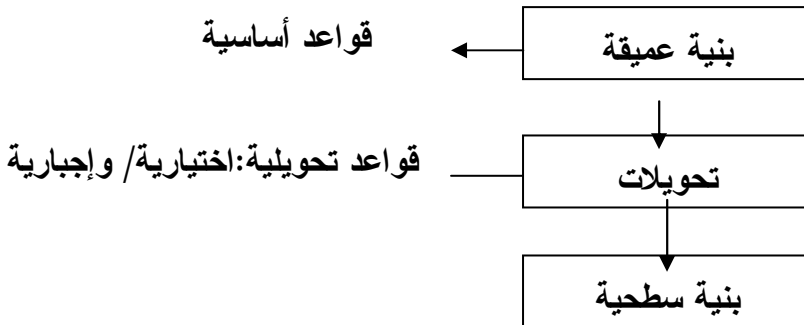 بنية عميقة
قواعد أساسية
تحويلات
قواعد تحويلية:اختيارية/ وإجبارية
بنية سطحية